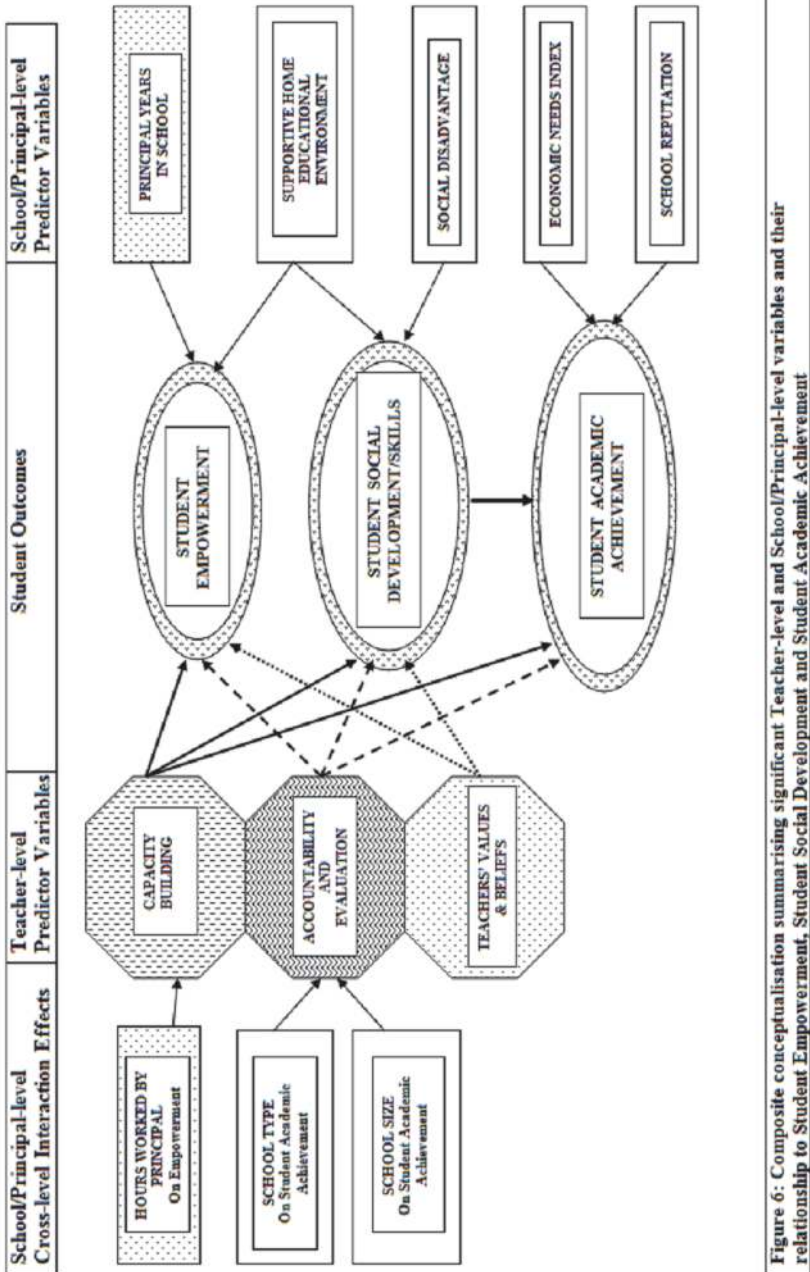 School/Principal-level
Cross-level Interaction Effects
Teacher-level
Predictor Variables
Student Outcomes
School/Principal-level
Predictor Variables
HOURS WORKED BY
PRINCIPAL
On Empowerment
SCHOOL TYPE
On Student Academic
Achievement
SCHOOL SIZE
On Student Academic
Achievement
CAPACITY
BUILDING
ACCOUNTABILITY
AND
EVALUATION
TEACHERS' VALUES
& BELIEFS
STUDENT
EMPOWERMENT
STUDENT SOCIAL
DEVELOPMENT/SKILLS
STUDENT ACADEMIC
ACHIEVEMENT
PRINCIPAL YEARS
IN SCHOOL
SUPPORTIVE HOME
EDUCATIONAL
ENVIRONMENT
SOCIAL DISADVANTAGE
ECONOMIC NEEDS INDEX
SCHOOL REPUTATION
Figure 6: Composite conceptualisation summarising significant Teacher-level and School/Principal-level variables and their
relationship to Student Empowerment, Student Social Development and Student Academic Achievement